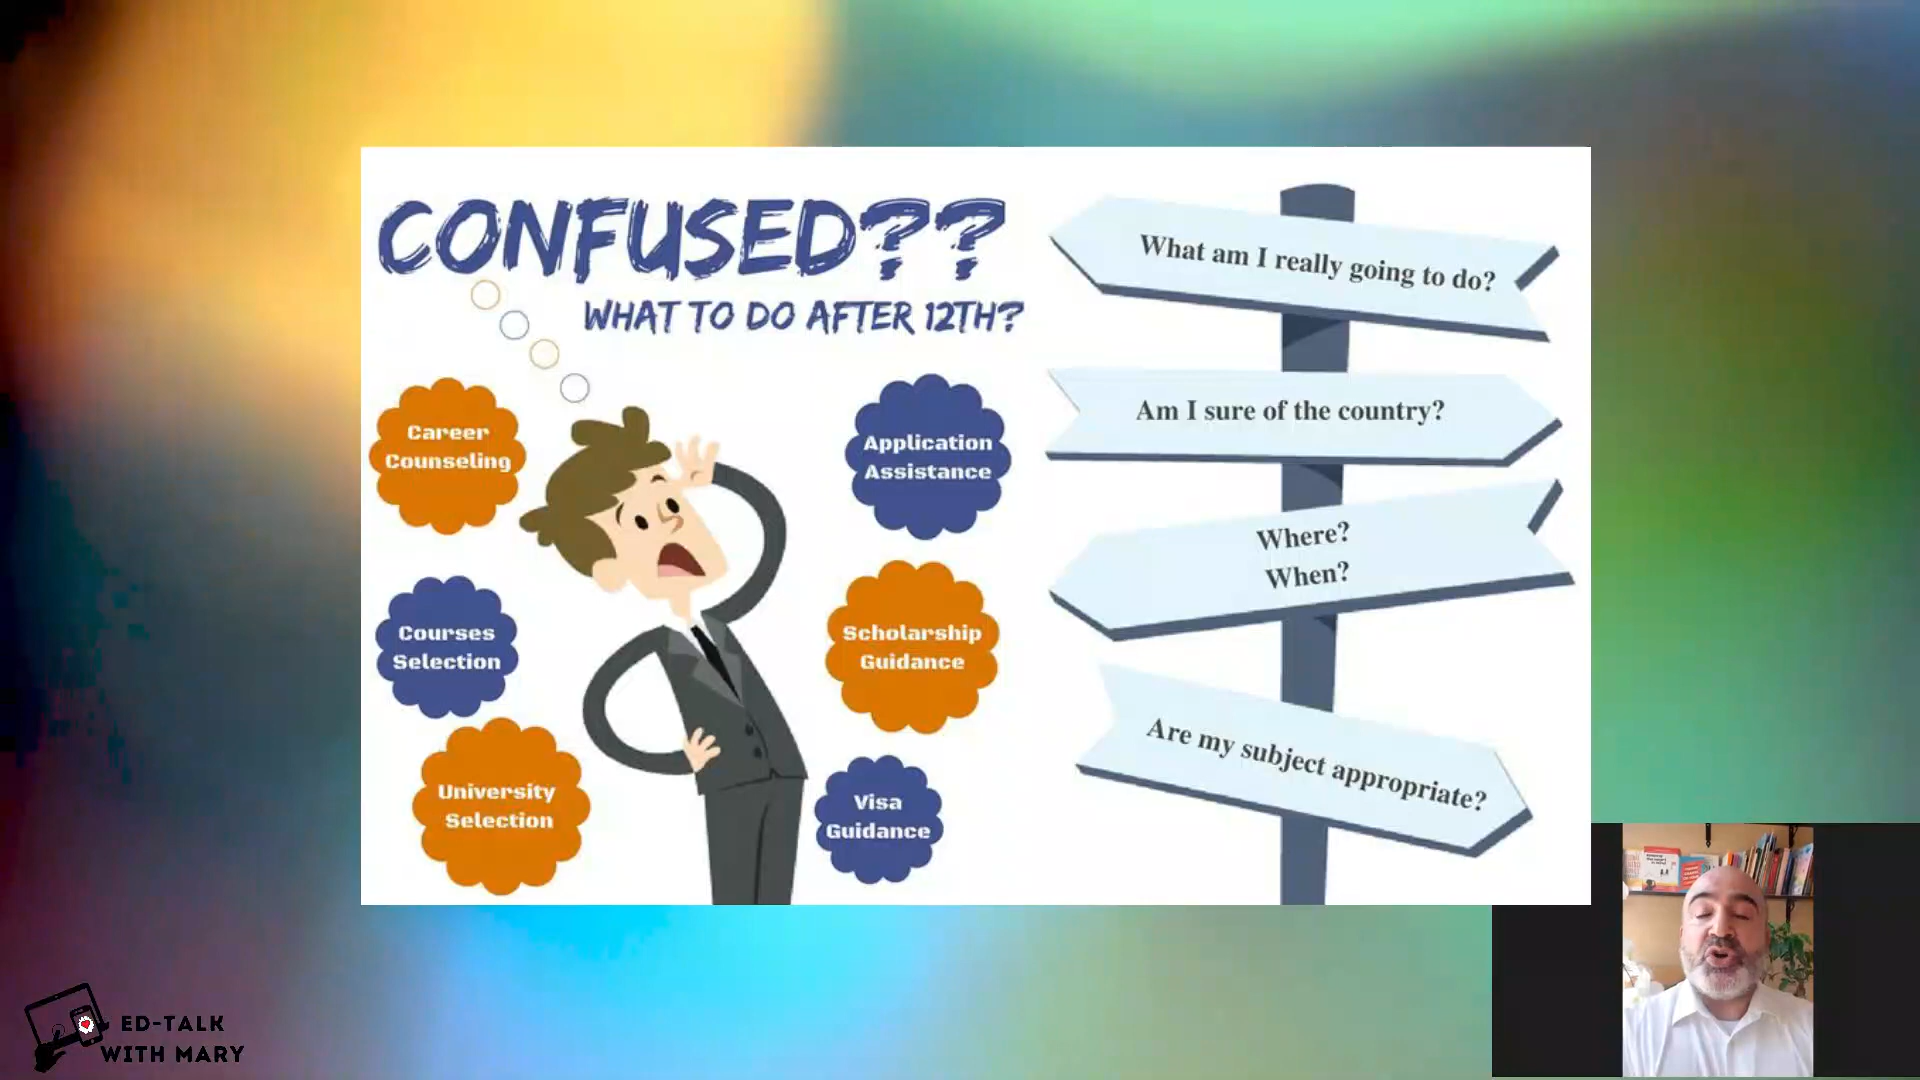 CONFUSED??
WHAT TO DO AFTER 12TH?
Career
Counseling
Courses
Selection
University
Selection
Application
Assistance
Scholarship
Guidance
Visa
Guidance
What am I really going to do?
Am I sure of the country?
Where?
When?
Are my subject appropriate?
ED-TALK
WITH MARY